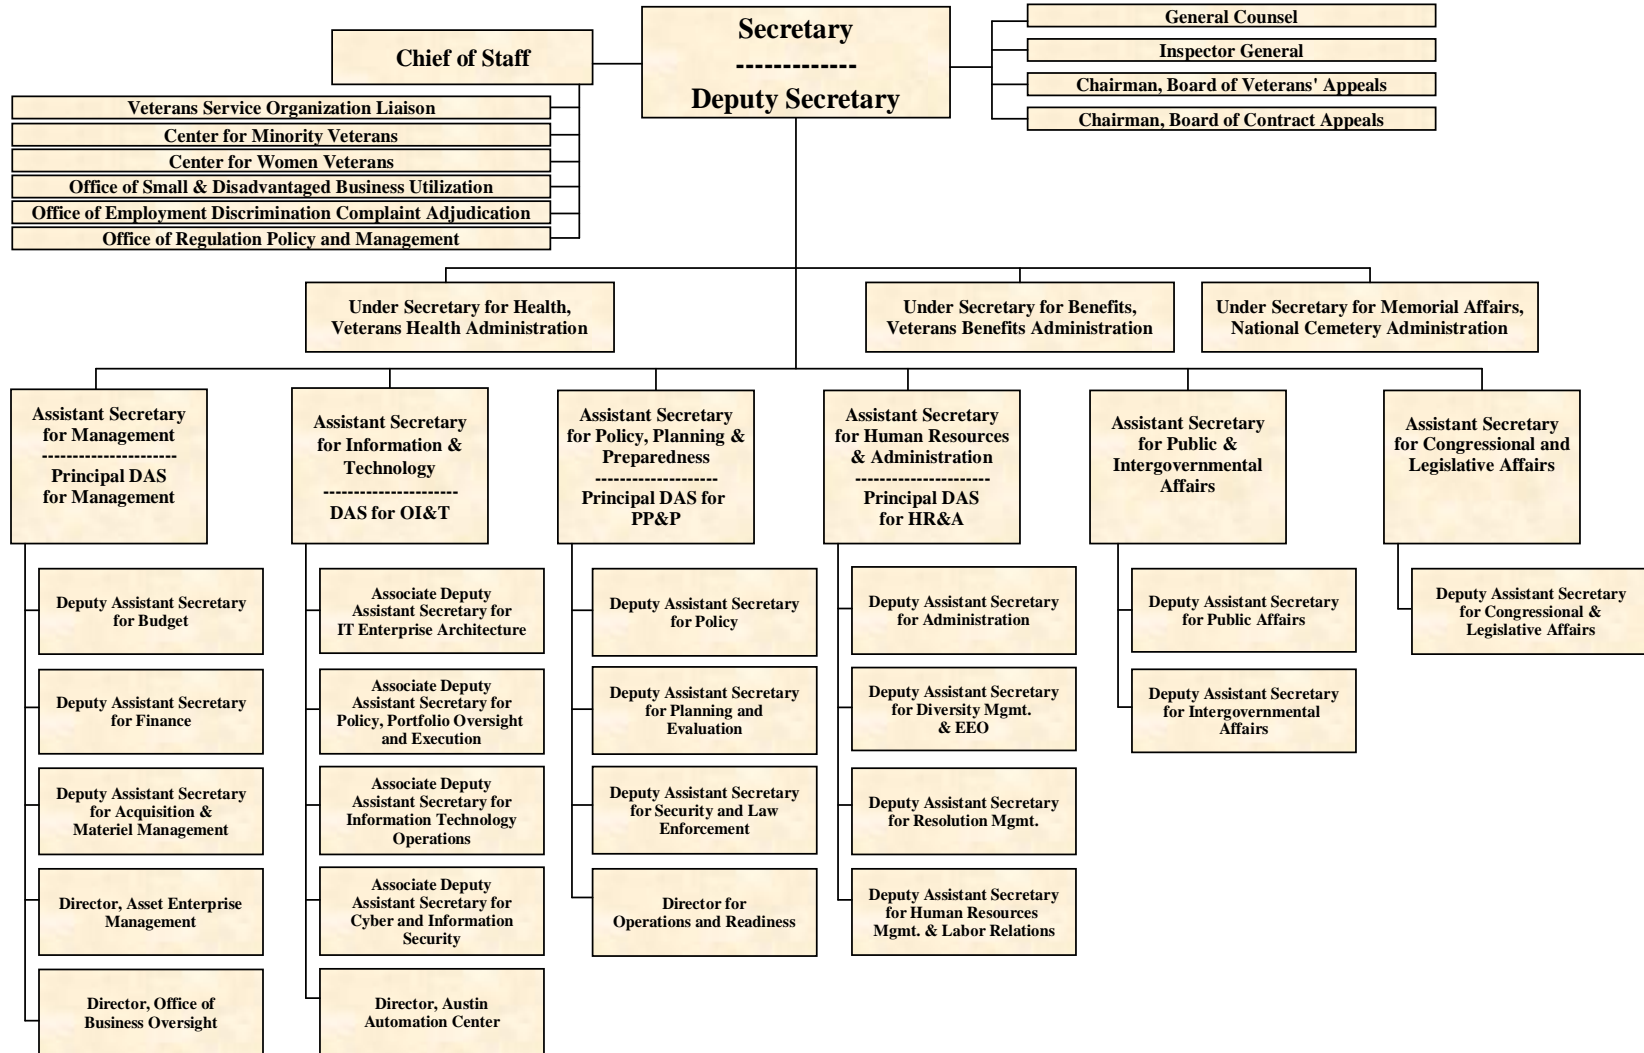 Secretary
-------------
Deputy Secretary
Chief of Staff
General Counsel
Inspector General
Chairman, Board of Veterans' Appeals
Chairman, Board of Contract Appeals
Veterans Service Organization Liaison
Center for Minority Veterans
Center for Women Veterans
Office of Small & Disadvantaged Business Utilization
Office of Employment Discrimination Complaint Adjudication
Office of Regulation Policy and Management
Under Secretary for Health,
Veterans Health Administration
Under Secretary for Benefits,
Veterans Benefits Administration
Under Secretary for Memorial Affairs,
National Cemetery Administration
Assistant Secretary
for Management
----------------------
Principal DAS
for Management
Deputy Assistant Secretary
for Budget
Deputy Assistant Secretary
for Finance
Deputy Assistant Secretary
for Acquisition &
Materiel Management
Director, Asset Enterprise
Management
Director, Office of
Business Oversight
Assistant Secretary
for Information &
Technology
----------------------
DAS for OI&T
Associate Deputy
Assistant Secretary for
IT Enterprise Architecture
Associate Deputy
Assistant Secretary for
Policy, Portfolio Oversight
and Execution
Associate Deputy
Assistant Secretary for
Information Technology
Operations
Associate Deputy
Assistant Secretary for
Cyber and Information
Security
Director, Austin
Automation Center
Assistant Secretary
for Policy, Planning &
Preparedness
--------------------
Principal DAS for
PP&P
Deputy Assistant Secretary
for Policy
Deputy Assistant Secretary
for Planning and
Evaluation
Deputy Assistant Secretary
for Security and Law
Enforcement
Director for
Operations and Readiness
Assistant Secretary
for Human Resources
& Administration
----------------------
Principal DAS
for HR&A
Deputy Assistant Secretary
for Administration
Deputy Assistant Secretary
for Diversity Mgmt.
& EEO
Deputy Assistant Secretary
for Resolution Mgmt.
Deputy Assistant Secretary
for Human Resources
Mgmt. & Labor Relations
Assistant Secretary
for Public &
Intergovernmental
Affairs
Deputy Assistant Secretary
for Public Affairs
Deputy Assistant Secretary
for Intergovernmental
Affairs
Assistant Secretary
for Congressional and
Legislative Affairs
Deputy Assistant Secretary
for Congressional &
Legislative Affairs